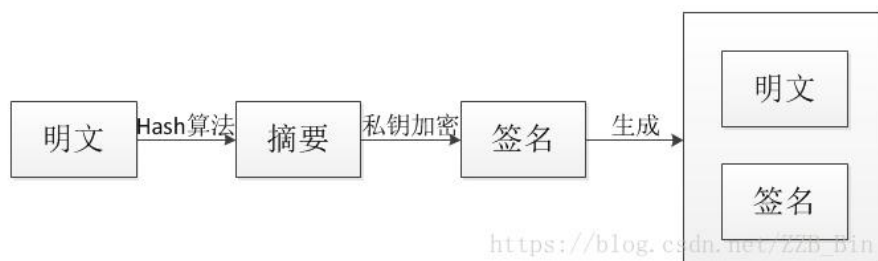 明文
Hash算法
摘要
私钥加密
签名
生成
明文
签名
https://blog.csdn.net/ZZB_Bin